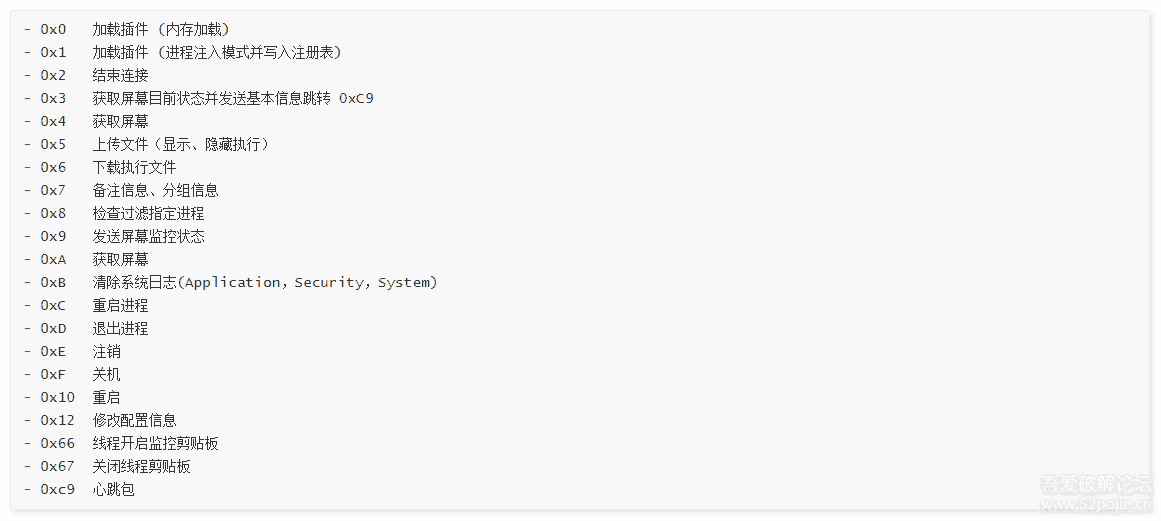 - 0x0 加载插件 (内存加载)
- 0x1 加载插件 (进程注入模式并写入注册表)
- 0x2 结束连接
- 0x3 获取屏幕目前状态并发送基本信息跳转 0xC9
- 0x4 获取屏幕
- 0x5 上传文件（显示、隐藏执行）
- 0x6 下载执行文件
- 0x7 备注信息、分组信息
- 0x8 检查过滤指定进程
- 0x9 发送屏幕监控状态
- 0xA 获取屏幕
- 0xB 清除系统日志(Application，Security，System)
- 0xC 重启进程
- 0xD 退出进程
- 0xE 注销
- 0xF 关机
- 0x10 重启
- 0x12 修改配置信息
- 0x66 线程开启监控剪贴板
- 0x67 关闭线程剪贴板
- 0xc9 心跳包
吾爱破解论坛
www.52pojie.cn